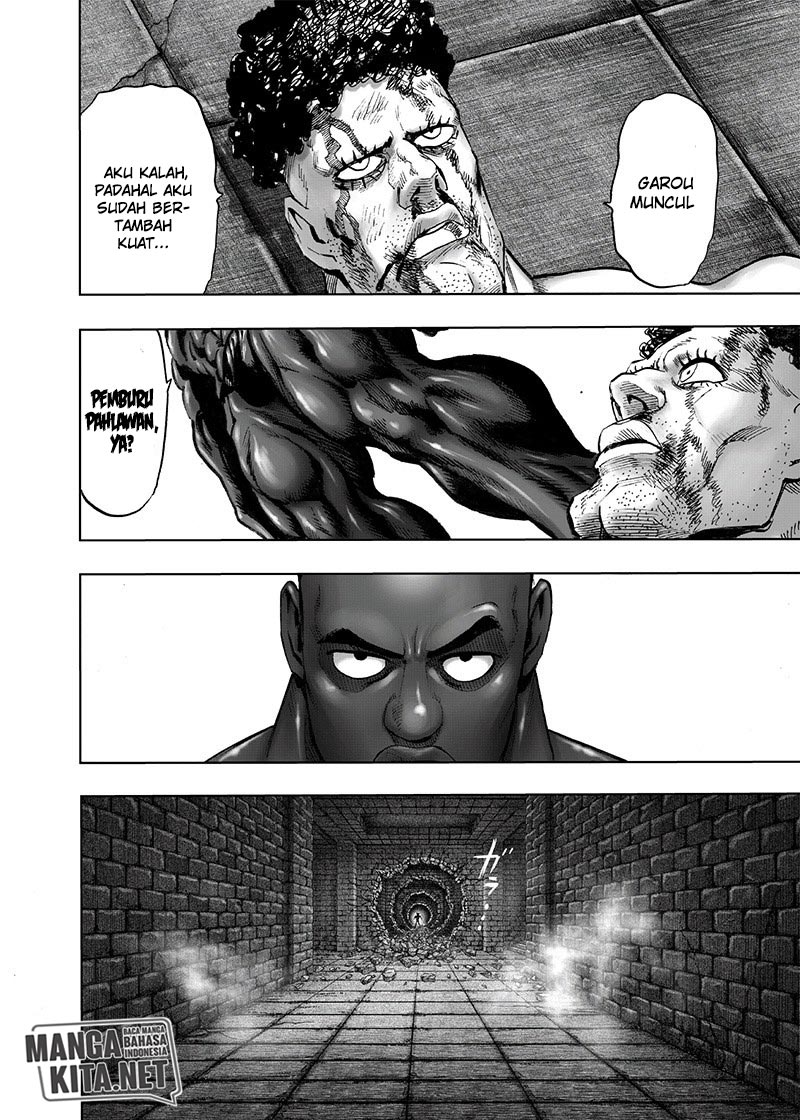 GAROU
MUNCUL
AKU KALAH,
PADAHAL AKU
SUDAH BER-
TAMBAH
KUAT...
PEMBURU
PAHLAWAN,
YA?
ガラ...
MANGA
KITA.NET
BACA MANGA
BAHASA
INDONESIA